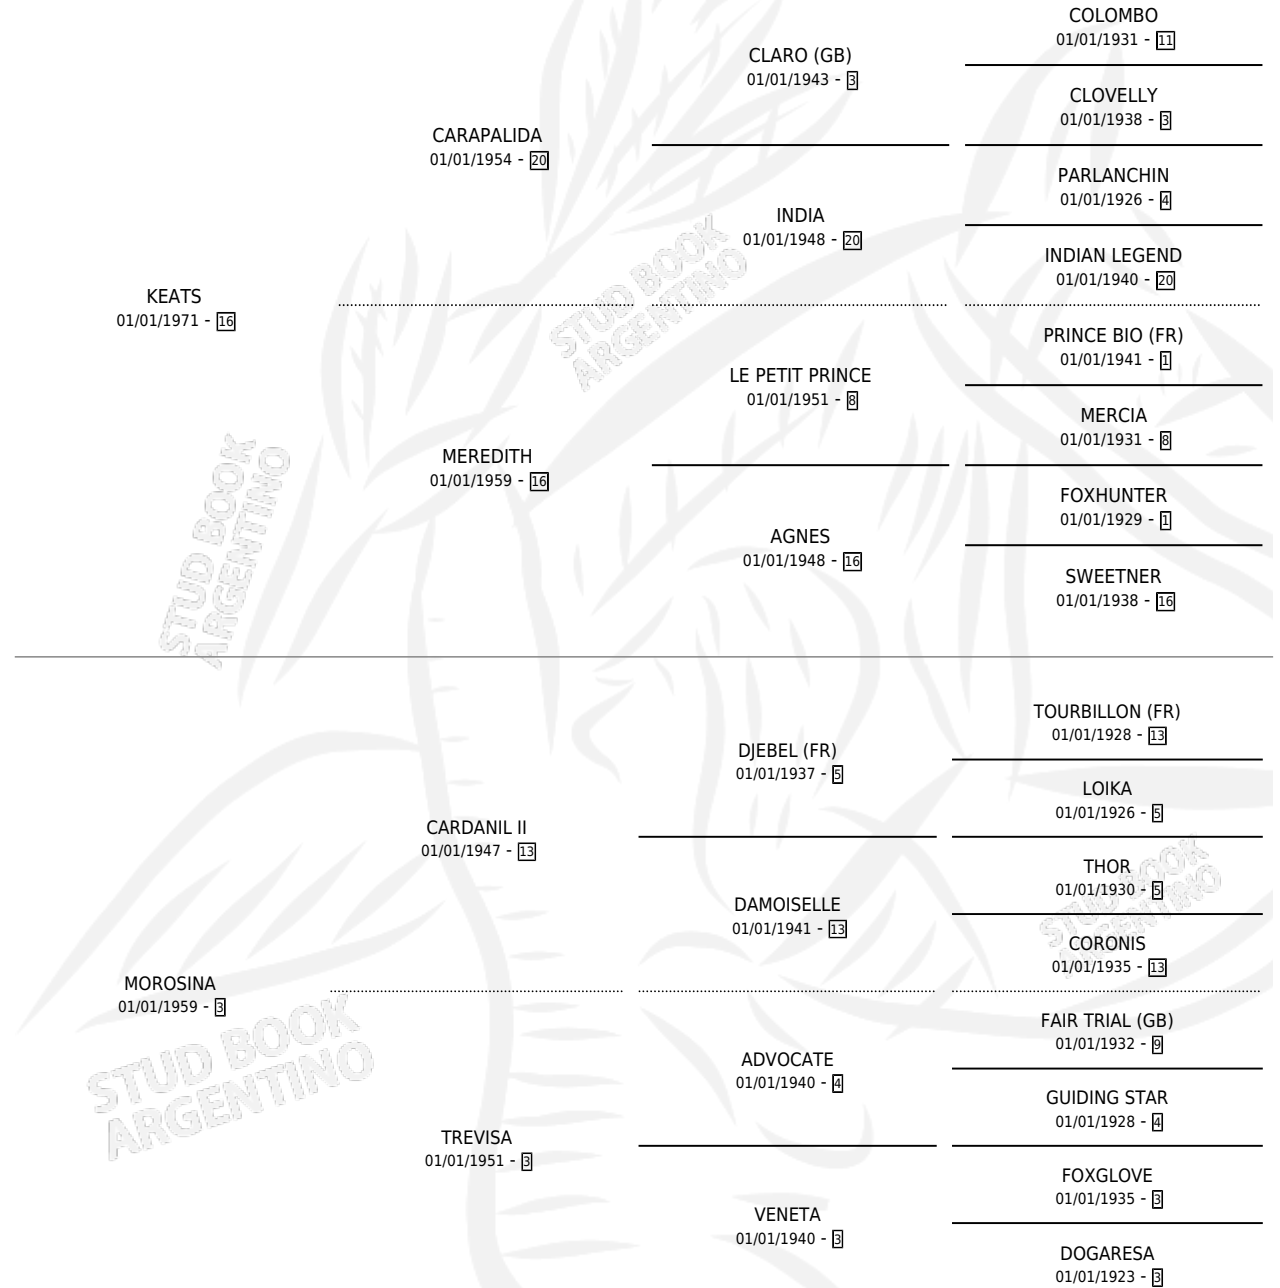 COLOMBO
01/01/1931 - 11
CLARO (GB)
01/01/1943 - 3
CLOVELLY
01/01/1938 - 3
CARAPALIDA
01/01/1954 - 20
PARLANCHIN
01/01/1926 - 4
INDIA
01/01/1948 - 20
INDIAN LEGEND
01/01/1940 - 20
KEATS
01/01/1971 - 16
PRINCE BIO (FR)
01/01/1941 - 1
LE PETIT PRINCE
01/01/1951 - 8
MERCIA
01/01/1931 - 8
MEREDITH
01/01/1959 - 16
FOXHUNTER
01/01/1929 - 1
AGNES
01/01/1948 - 16
SWEETNER
01/01/1938 - 16
TOURBILLON (FR)
01/01/1928 - 13
DJEBEL (FR)
01/01/1937 - 5
LOIKA
01/01/1926 - 5
CARDANIL II
01/01/1947 - 13
THOR
01/01/1930 - 5
DAMOISELLE
01/01/1941 - 13
CORONIS
01/01/1935 - 13
MOROSINA
01/01/1959 - 3
FAIR TRIAL (GB)
01/01/1932 - 9
ADVOCATE
01/01/1940 - 4
GUIDING STAR
01/01/1928 - 4
TREVISA
01/01/1951 - 3
FOXGLOVE
01/01/1935 - 3
VENETA
01/01/1940 - 3
DOGARESA
01/01/1923 - 3
STUD BOOK
ARGENTINO
STUD BOOK
ARGENTINO
STUD BOOK
ARGENTINO
STUD BOOK
ARGENTINO